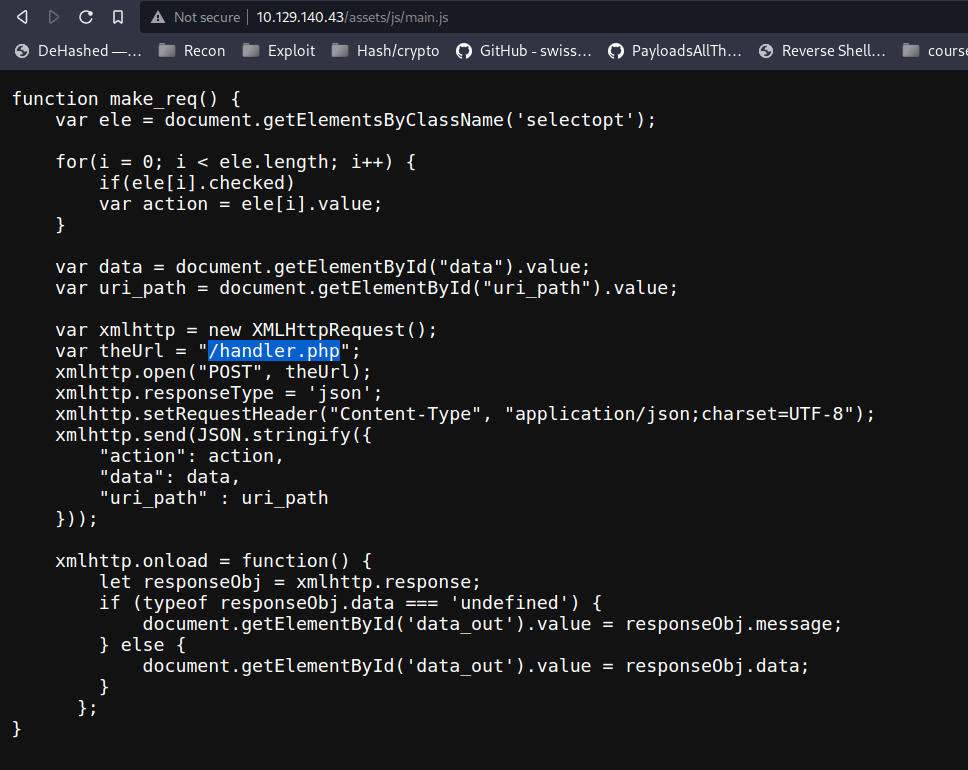 Not secure 10.129.140.43/assets/js/main.js
DeHashed —... Recon Exploit Hash/crypto GitHub - swiss... PayloadsAllTh... Reverse Shell... course
function make_req() {
    var ele = document.getElementsByClassName('selectopt');

    for(i = 0; i < ele.length; i++) {
        if(ele[i].checked)
        var action = ele[i].value;
    }

    var data = document.getElementById("data").value;
    var uri_path = document.getElementById("uri_path").value;

    var xmlhttp = new XMLHttpRequest();
    var theUrl = "/handler.php";
    xmlhttp.open("POST", theUrl);
    xmlhttp.responseType = 'json';
    xmlhttp.setRequestHeader("Content-Type", "application/json;charset=UTF-8");
    xmlhttp.send(JSON.stringify({
        "action": action,
        "data": data,
        "uri_path" : uri_path
    }));

    xmlhttp.onload = function() {
        let responseObj = xmlhttp.response;
        if (typeof responseObj.data === 'undefined') {
            document.getElementById('data_out').value = responseObj.message;
        } else {
            document.getElementById('data_out').value = responseObj.data;
        }
      };
}